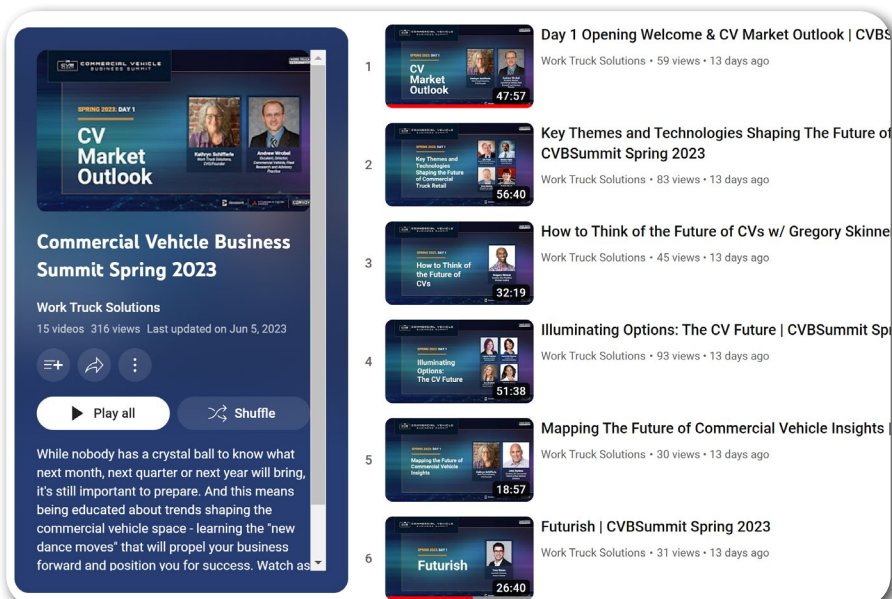 COMMERCIAL VEHICLE
BUSINESS SUMMIT
SPRING 2023: DAY 1
CV
Market
Outlook
Kathryn Schifferle
Work Truck Solutions,
Andrew Wrobel
Commercial Vehicle Business
Summit Spring 2023
Work Truck Solutions
15 videos 316 views Last updated on Jun 5, 2023
Play all
Shuffle
While nobody has a crystal ball to know what
next month, next quarter or next year will bring,
it's still important to prepare. And this means
being educated about trends shaping the
commercial vehicle space - learning the "new
dance moves" that will propel your business
forward and position you for success. Watch as
1
CV
Market
Outlook
47:57
Day 1 Opening Welcome & CV Market Outlook | CVBS
Work Truck Solutions • 59 views • 13 days ago
2
Key Themes and
Technologies
Shaping the Future
of Commercial
Truck Retail
56:40
Key Themes and Technologies Shaping The Future of
CVBSummit Spring 2023
Work Truck Solutions • 83 views • 13 days ago
3
How to Think of
the Future of
CVs
32:19
How to Think of the Future of CVs w/ Gregory Skinne
Work Truck Solutions • 45 views • 13 days ago
4
Illuminating
Options:
The CV Future
51:38
Illuminating Options: The CV Future | CVBSummit Spr
Work Truck Solutions • 93 views • 13 days ago
5
Mapping the Future of
Commercial Vehicle
Insights
18:57
Mapping The Future of Commercial Vehicle Insights |
Work Truck Solutions • 30 views • 13 days ago
6
Futurish
26:40
Futurish | CVBSummit Spring 2023
Work Truck Solutions • 31 views • 13 days ago